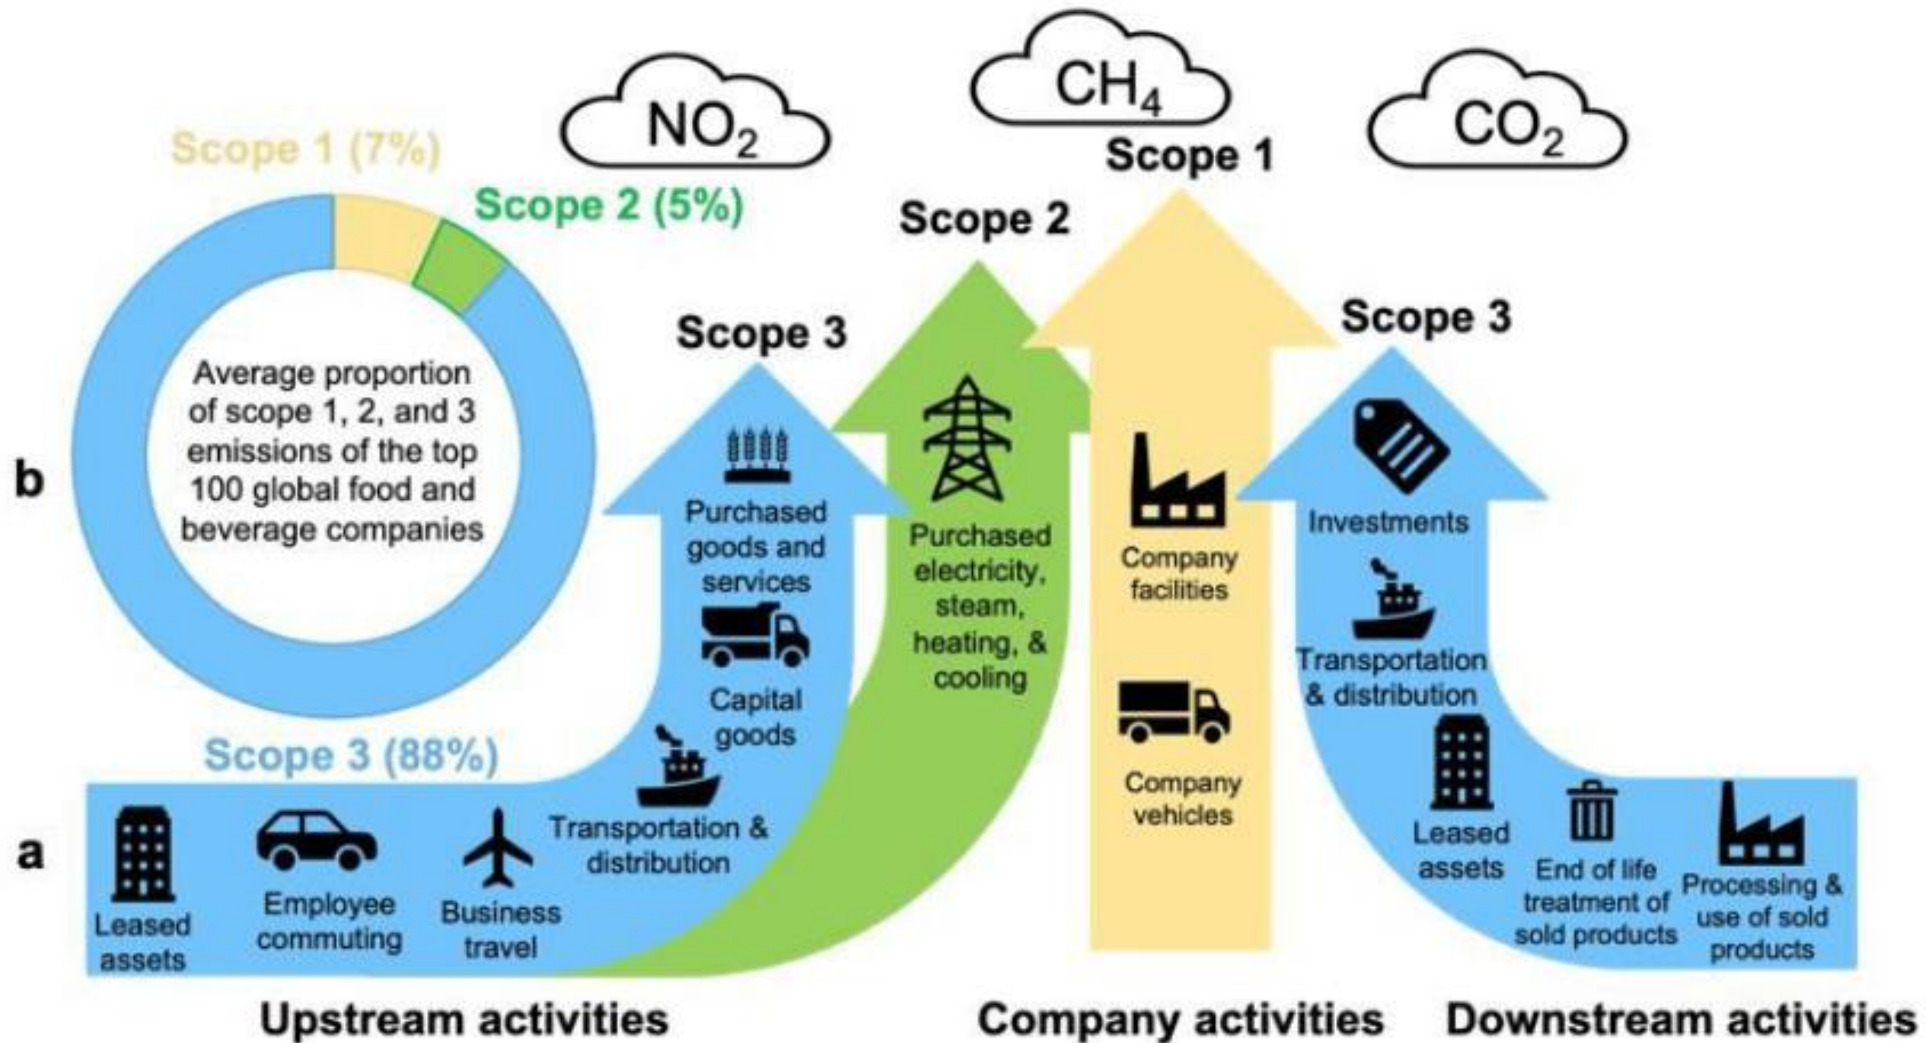 NO2
CH4
CO2
Scope 1 (7%)
Scope 2 (5%)
Scope 3 (88%)
Average proportion
of scope 1, 2, and 3
emissions of the top
100 global food and
beverage companies
b
a
Scope 3
Purchased
goods and
services
Capital
goods
Transportation &
distribution
Business
travel
Employee
commuting
Leased
assets
Scope 2
Purchased
electricity,
steam,
heating, &
cooling
Scope 1
Company
facilities
Company
vehicles
Scope 3
Investments
Transportation
& distribution
Leased
assets
End of life
treatment of
sold products
Processing &
use of sold
products
Upstream activities
Company activities
Downstream activities